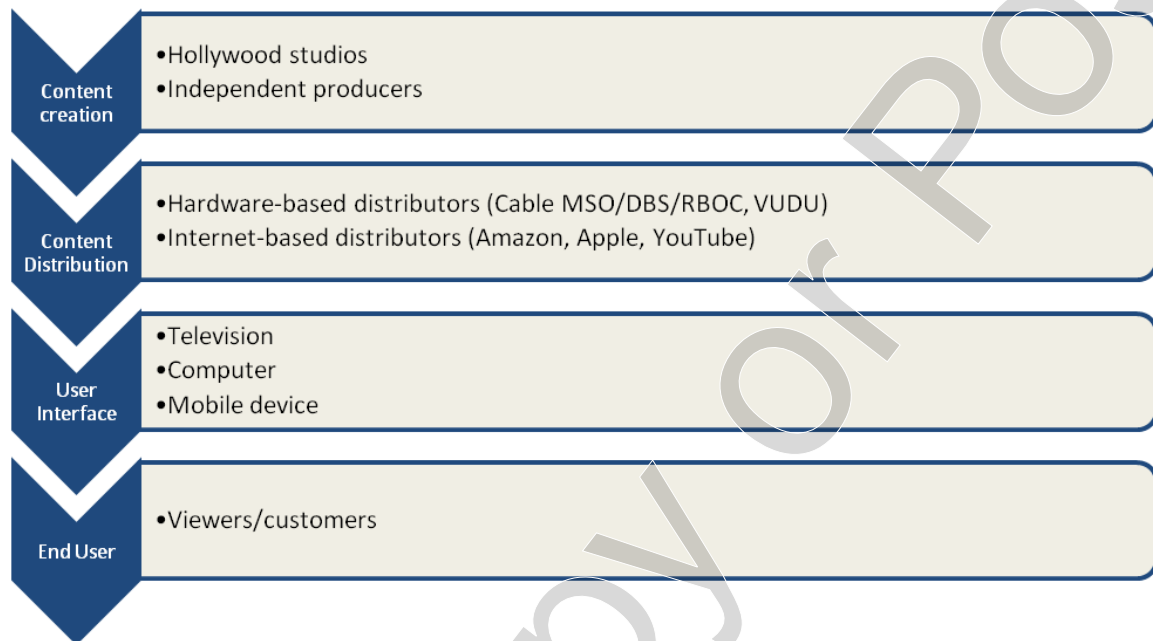 Content
creation
•Hollywood studios
•Independent producers
Content
Distribution
•Hardware-based distributors (Cable MSO/DBS/RBOC, VUDU)
•Internet-based distributors (Amazon, Apple, YouTube)
User
Interface
•Television
•Computer
•Mobile device
End User
•Viewers/customers